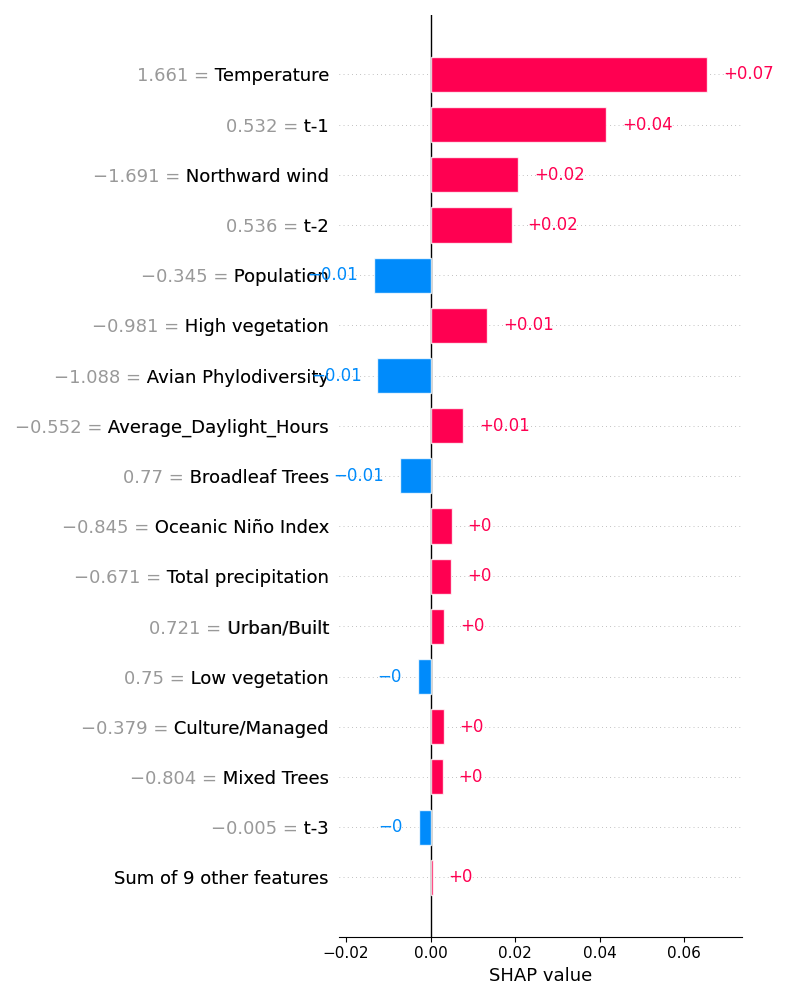 1.661 = Temperature +0.07
0.532 = t-1 +0.04
−1.691 = Northward wind +0.02
0.536 = t-2 +0.02
−0.345 = Population −0.01
−0.981 = High vegetation +0.01
−1.088 = Avian Phylodiversity −0.01
−0.552 = Average_Daylight_Hours +0.01
0.77 = Broadleaf Trees −0.01
−0.845 = Oceanic Niño Index +0
−0.671 = Total precipitation +0
0.721 = Urban/Built +0
0.75 = Low vegetation −0
−0.379 = Culture/Managed +0
−0.804 = Mixed Trees +0
−0.005 = t-3 −0
Sum of 9 other features +0
−0.02 0.00 0.02 0.04 0.06
SHAP value